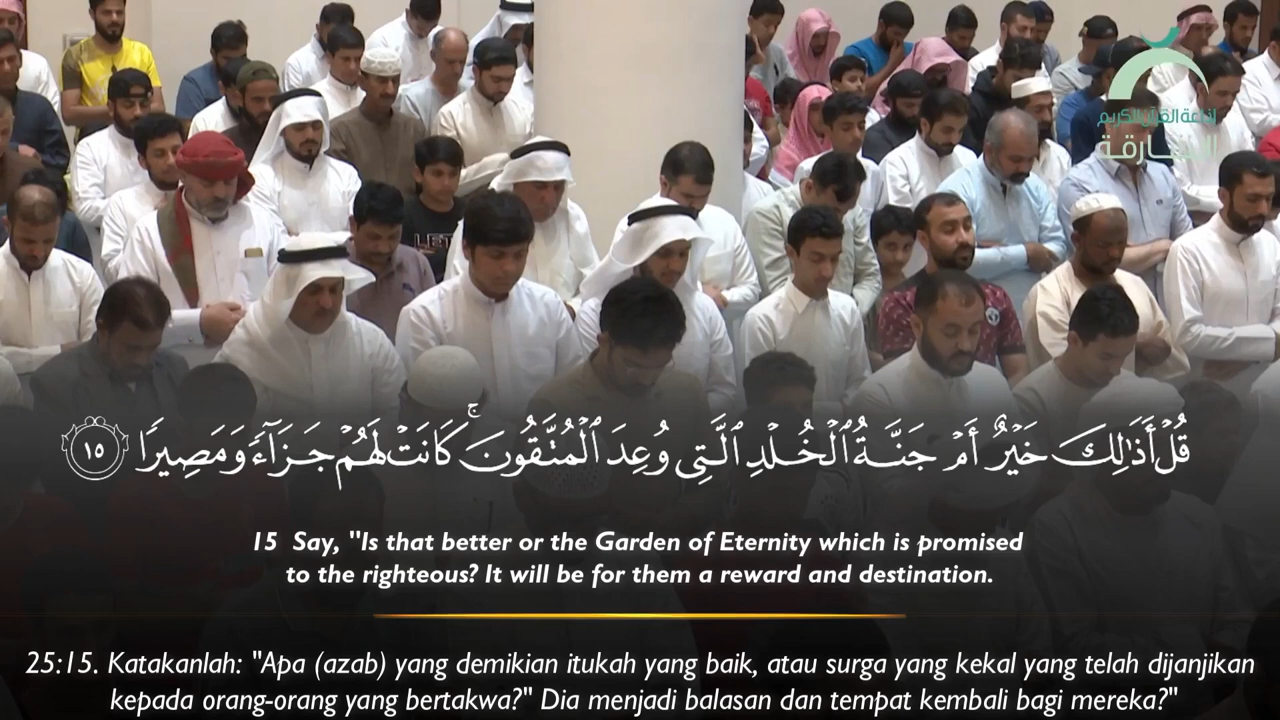 إذاعة القرآن الكريم
الشارقة
LET
قُلْ أَذَٰلِكَ خَيْرٌ أَمْ جَنَّةُ ٱلْخُلْدِ ٱلَّتِى وُعِدَ ٱلْمُتَّقُونَ ۚ كَانَتْ لَهُمْ جَزَآءً وَمَصِيرًا ١٥
15 Say, "Is that better or the Garden of Eternity which is promised
to the righteous? It will be for them a reward and destination.
25:15. Katakanlah: "Apa (azab) yang demikian itukah yang baik, atau surga yang kekal yang telah dijanjikan
kepada orang-orang yang bertakwa?" Dia menjadi balasan dan tempat kembali bagi mereka?"